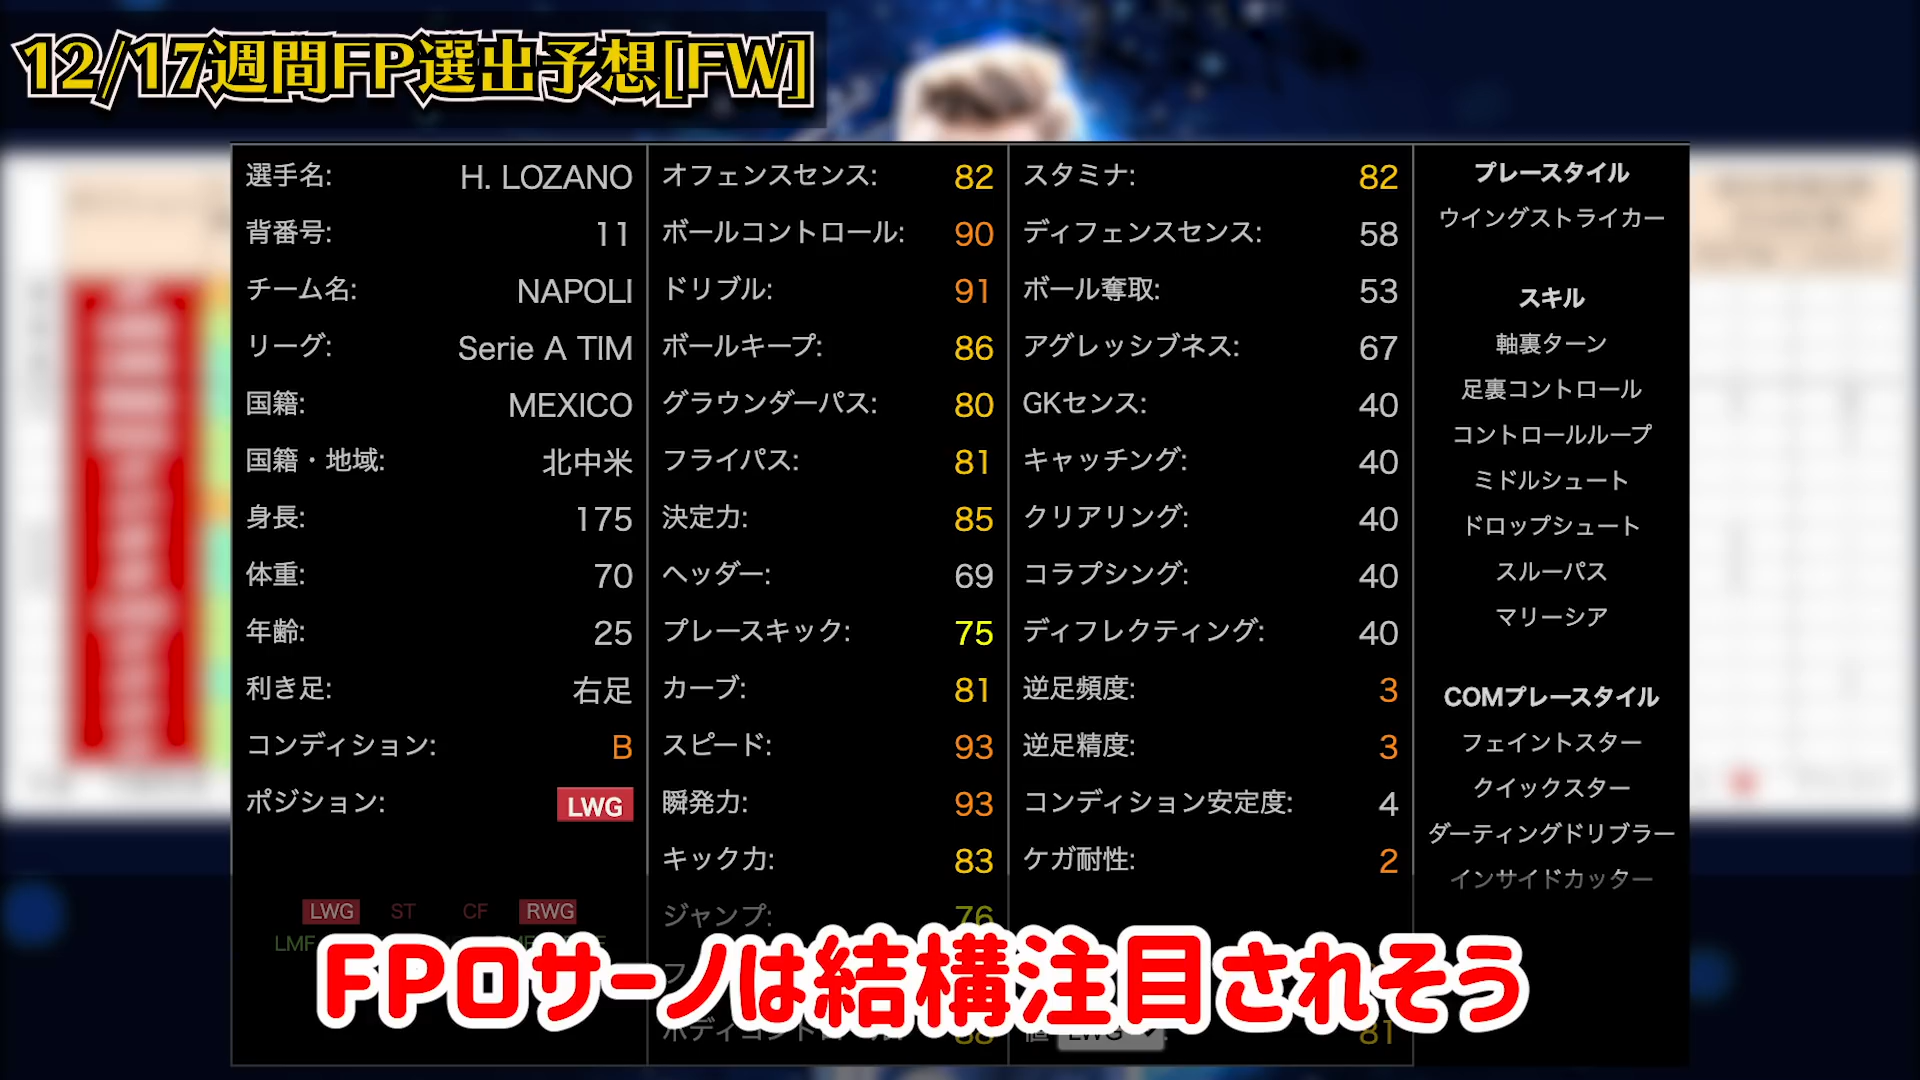 12/17週間FP選出予想[FW]
選手名: H. LOZANO
背番号: 11
チーム名: NAPOLI
リーグ: Serie A TIM
国籍: MEXICO
国籍・地域: 北中米
身長: 175
体重: 70
年齢: 25
利き足: 右足
コンディション: B
ポジション: LWG
LWG ST CF RWG
LMF
オフェンスセンス: 82
ボールコントロール: 90
ドリブル: 91
ボールキープ: 86
グラウンダーパス: 80
フライパス: 81
決定力: 85
ヘッダー: 69
プレースキック: 75
カーブ: 81
スピード: 93
瞬発力: 93
キック力: 83
ジャンプ: 76
スタミナ: 82
ディフェンスセンス: 58
ボール奪取: 53
アグレッシブネス: 67
GKセンス: 40
キャッチング: 40
クリアリング: 40
コラプシング: 40
ディフレクティング: 40
逆足頻度: 3
逆足精度: 3
コンディション安定度: 4
ケガ耐性: 2
81
プレースタイル
ウイングストライカー
スキル
軸裏ターン
足裏コントロール
コントロールループ
ミドルシュート
ドロップシュート
スルーパス
マリーシア
COMプレースタイル
フェイントスター
クイックスター
ダーティングドリブラー
インサイドカッター
FPロサーノは結構注目されそう